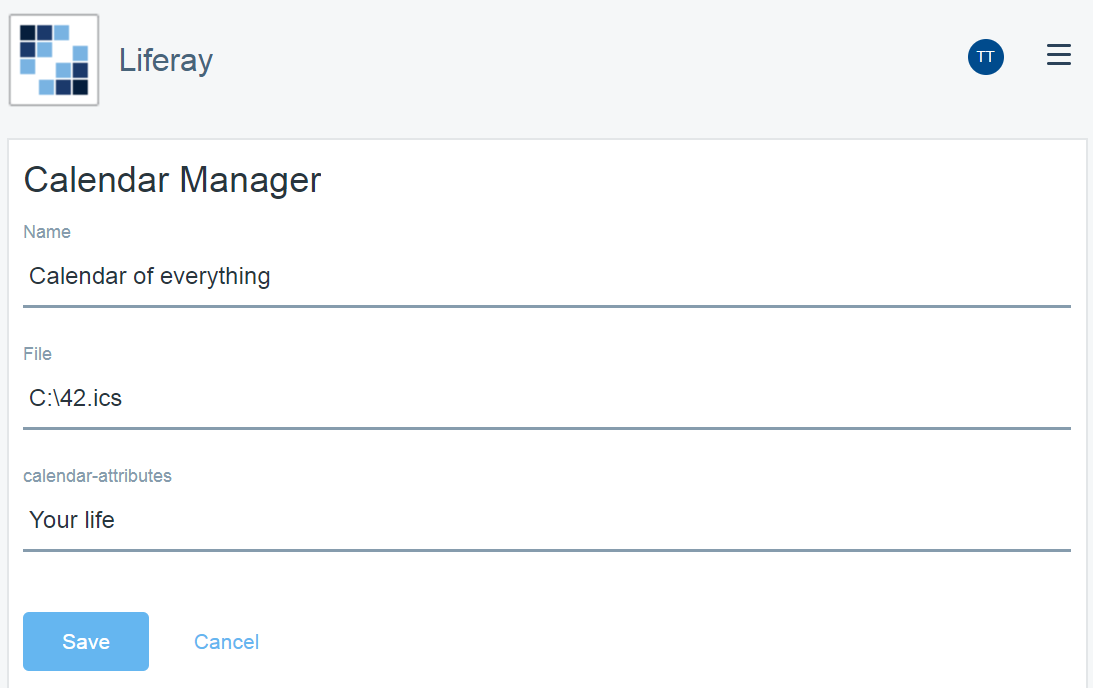 Liferay
TT
Calendar Manager
Name
Calendar of everything
File
C:\42.ics
calendar-attributes
Your life
Save
Cancel